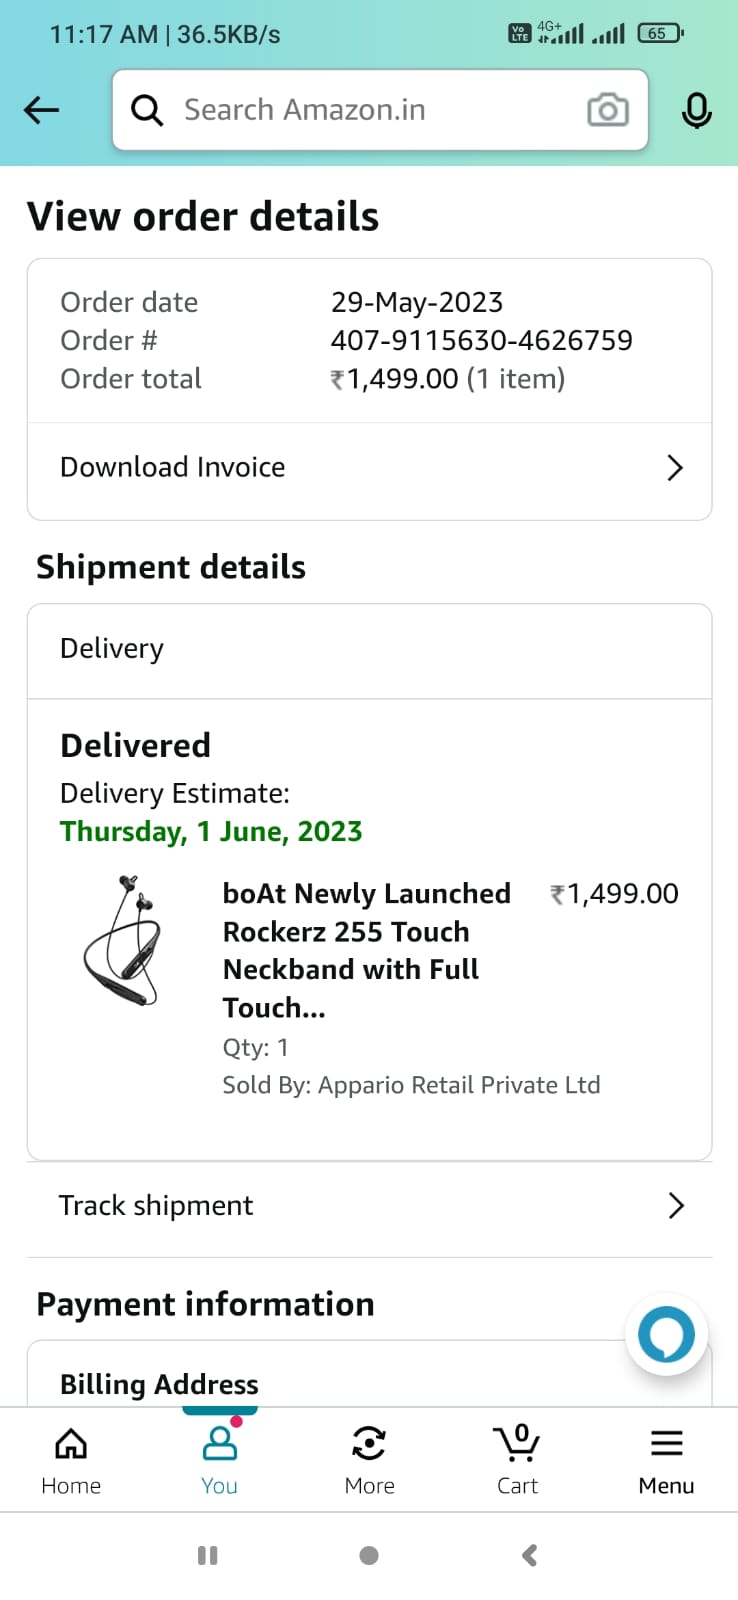 11:17 AM | 36.5KB/s
Vo LTE 4G+ 65
Search Amazon.in
View order details
Order date 29-May-2023
Order # 407-9115630-4626759
Order total ₹1,499.00 (1 item)
Download Invoice
Shipment details
Delivery
Delivered
Delivery Estimate:
Thursday, 1 June, 2023
boAt Newly Launched ₹1,499.00
Rockerz 255 Touch
Neckband with Full
Touch...
Qty: 1
Sold By: Appario Retail Private Ltd
Track shipment
Payment information
Billing Address
0
Home You More Cart Menu